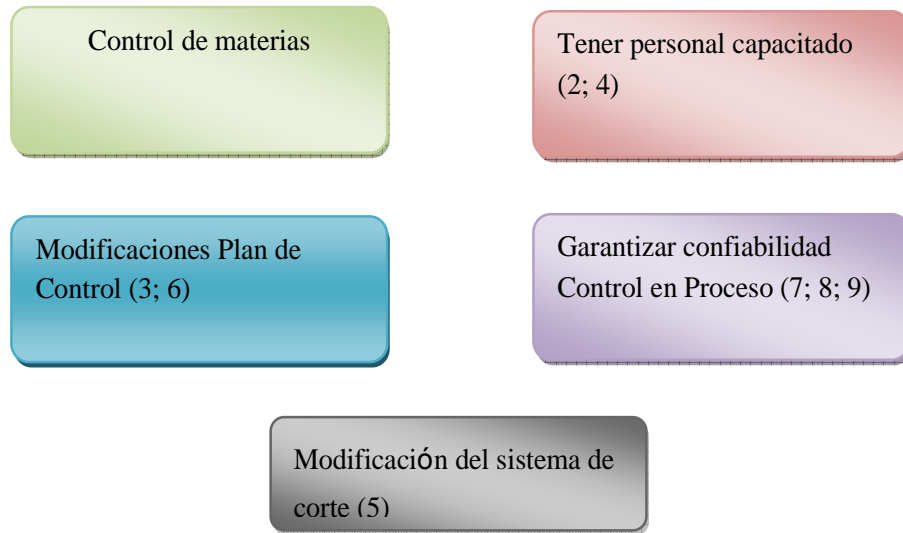 Control de materias
Tener personal capacitado
(2; 4)
Modificaciones Plan de
Control (3; 6)
Garantizar confiabilidad
Control en Proceso (7; 8; 9)
Modificación del sistema de
corte (5)